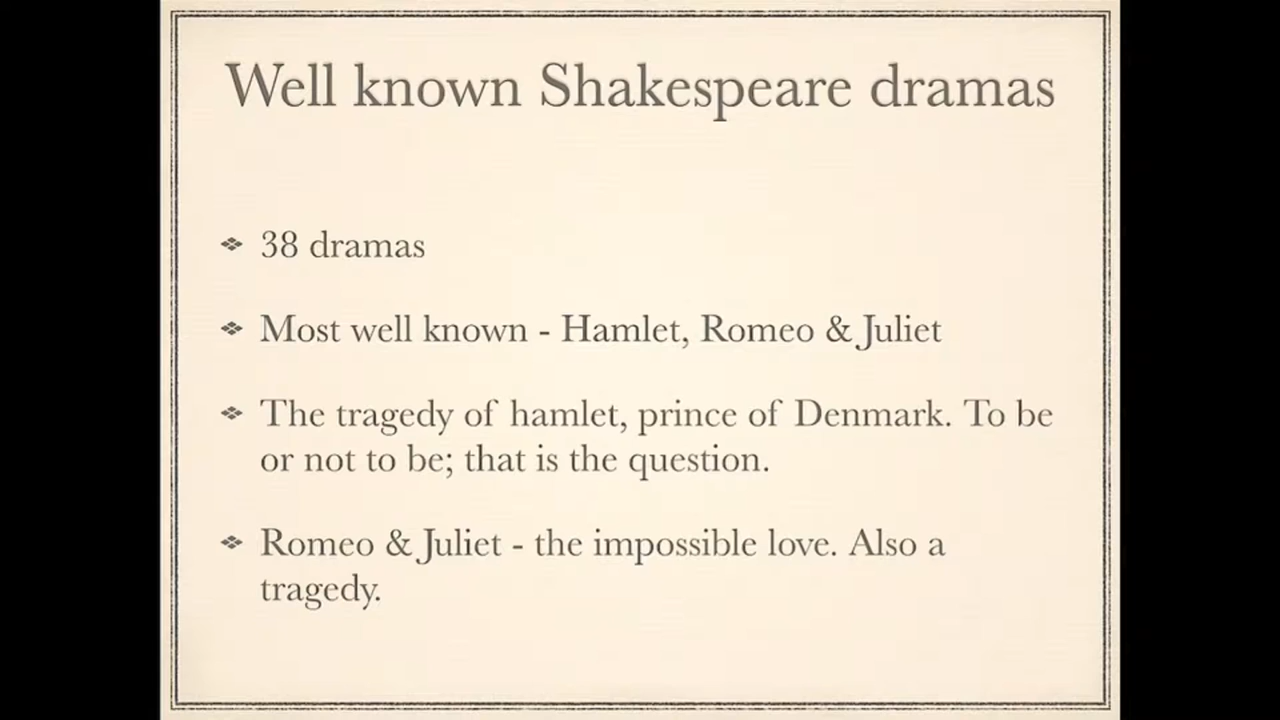 Well known Shakespeare dramas
38 dramas
Most well known - Hamlet, Romeo & Juliet
The tragedy of hamlet, prince of Denmark. To be
or not to be; that is the question.
Romeo & Juliet - the impossible love. Also a
tragedy.